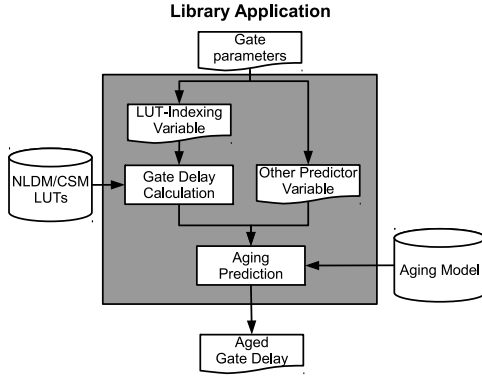 Library Application
Gate
parameters
LUT-Indexing
Variable
NLDM/CSM
LUTs
Gate Delay
Calculation
Other Predictor
Variable
Aging
Prediction
Aging Model
Aged
Gate Delay